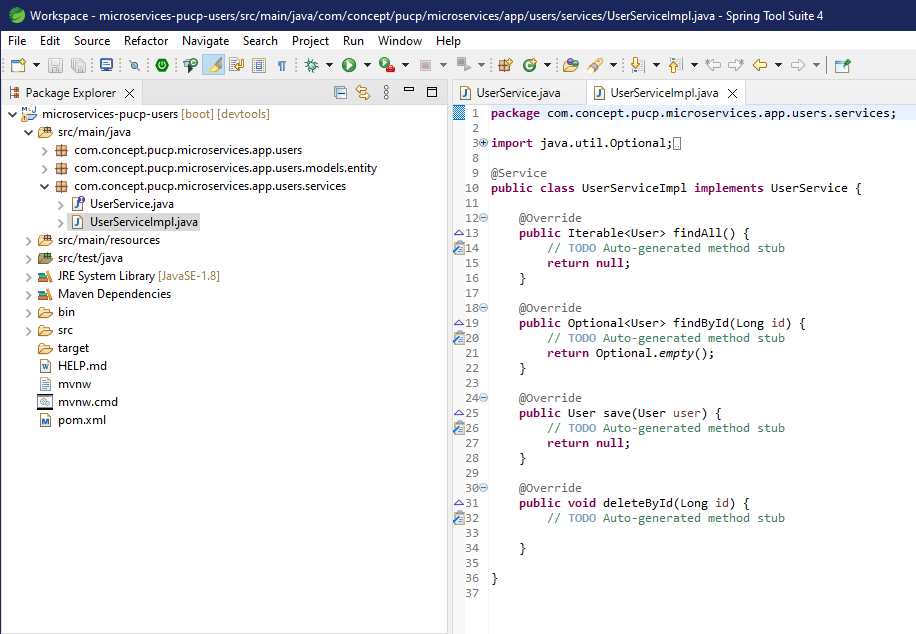 Workspace - microservices-pucp-users/src/main/java/com/concept/pucp/microservices/app/users/services/UserServiceImpl.java - Spring Tool Suite 4
File Edit Source Refactor Navigate Search Project Run Window Help
Package Explorer
microservices-pucp-users [boot] [devtools]
src/main/java
com.concept.pucp.microservices.app.users
com.concept.pucp.microservices.app.users.models.entity
com.concept.pucp.microservices.app.users.services
UserService.java
UserServiceImpl.java
src/main/resources
src/test/java
JRE System Library [JavaSE-1.8]
Maven Dependencies
bin
src
target
HELP.md
mvnw
mvnw.cmd
pom.xml
UserService.java UserServiceImpl.java
1 package com.concept.pucp.microservices.app.users.services;
2
3 import java.util.Optional;
8
9 @Service
10 public class UserServiceImpl implements UserService {
11
12 @Override
13 public Iterable<User> findAll() {
14 // TODO Auto-generated method stub
15 return null;
16 }
17
18 @Override
19 public Optional<User> findById(Long id) {
20 // TODO Auto-generated method stub
21 return Optional.empty();
22 }
23
24 @Override
25 public User save(User user) {
26 // TODO Auto-generated method stub
27 return null;
28 }
29
30 @Override
31 public void deleteById(Long id) {
32 // TODO Auto-generated method stub
33
34 }
35
36 }
37